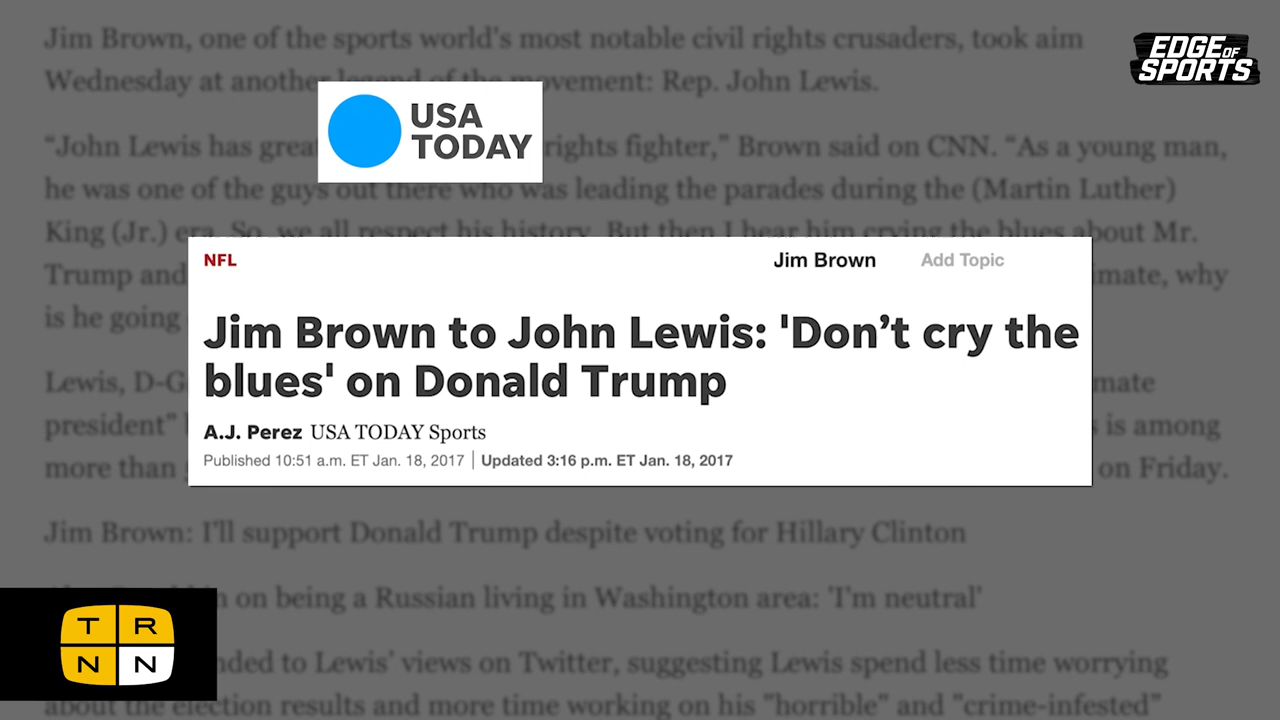 Jim Brown, one of the sports world's most notable civil rights crusaders, took aim
Wednesday at another legend of the movement: Rep. John Lewis.
EDGE OF
SPORTS
USA
TODAY
“John Lewis has great rights fighter,” Brown said on CNN. “As a young man,
he was one of the guys out there who was leading the parades during the (Martin Luther)
King (Jr.) era. So, we all respect his history. But then I hear him crying the blues about Mr.
Trump and imate, why
is he going
NFL
Jim Brown
Add Topic
Jim Brown to John Lewis: 'Don’t cry the
blues' on Donald Trump
A.J. Perez USA TODAY Sports
Published 10:51 a.m. ET Jan. 18, 2017 | Updated 3:16 p.m. ET Jan. 18, 2017
Lewis, D-G mate
president” is among
more than on Friday.
Jim Brown: I'll support Donald Trump despite voting for Hillary Clinton
on being a Russian living in Washington area: 'I'm neutral'
nded to Lewis' views on Twitter, suggesting Lewis spend less time worrying
about the election results and more time working on his "horrible" and "crime-infested"
T R
N N